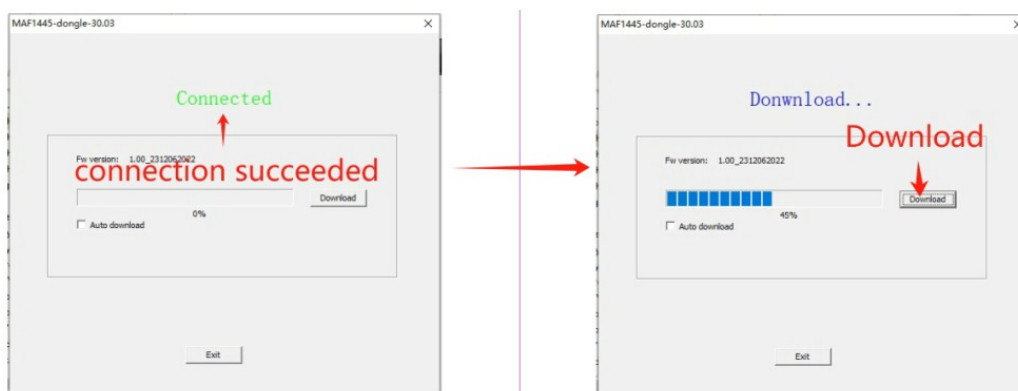 MAF1445-dongle-30.03
Connected
Fw version: 1.00_2312062022
connection succeeded
Download
0%
Auto download
Exit
MAF1445-dongle-30.03
Donwnload...
Download
Fw version: 1.00_2312062022
Download
45%
Auto download
Exit